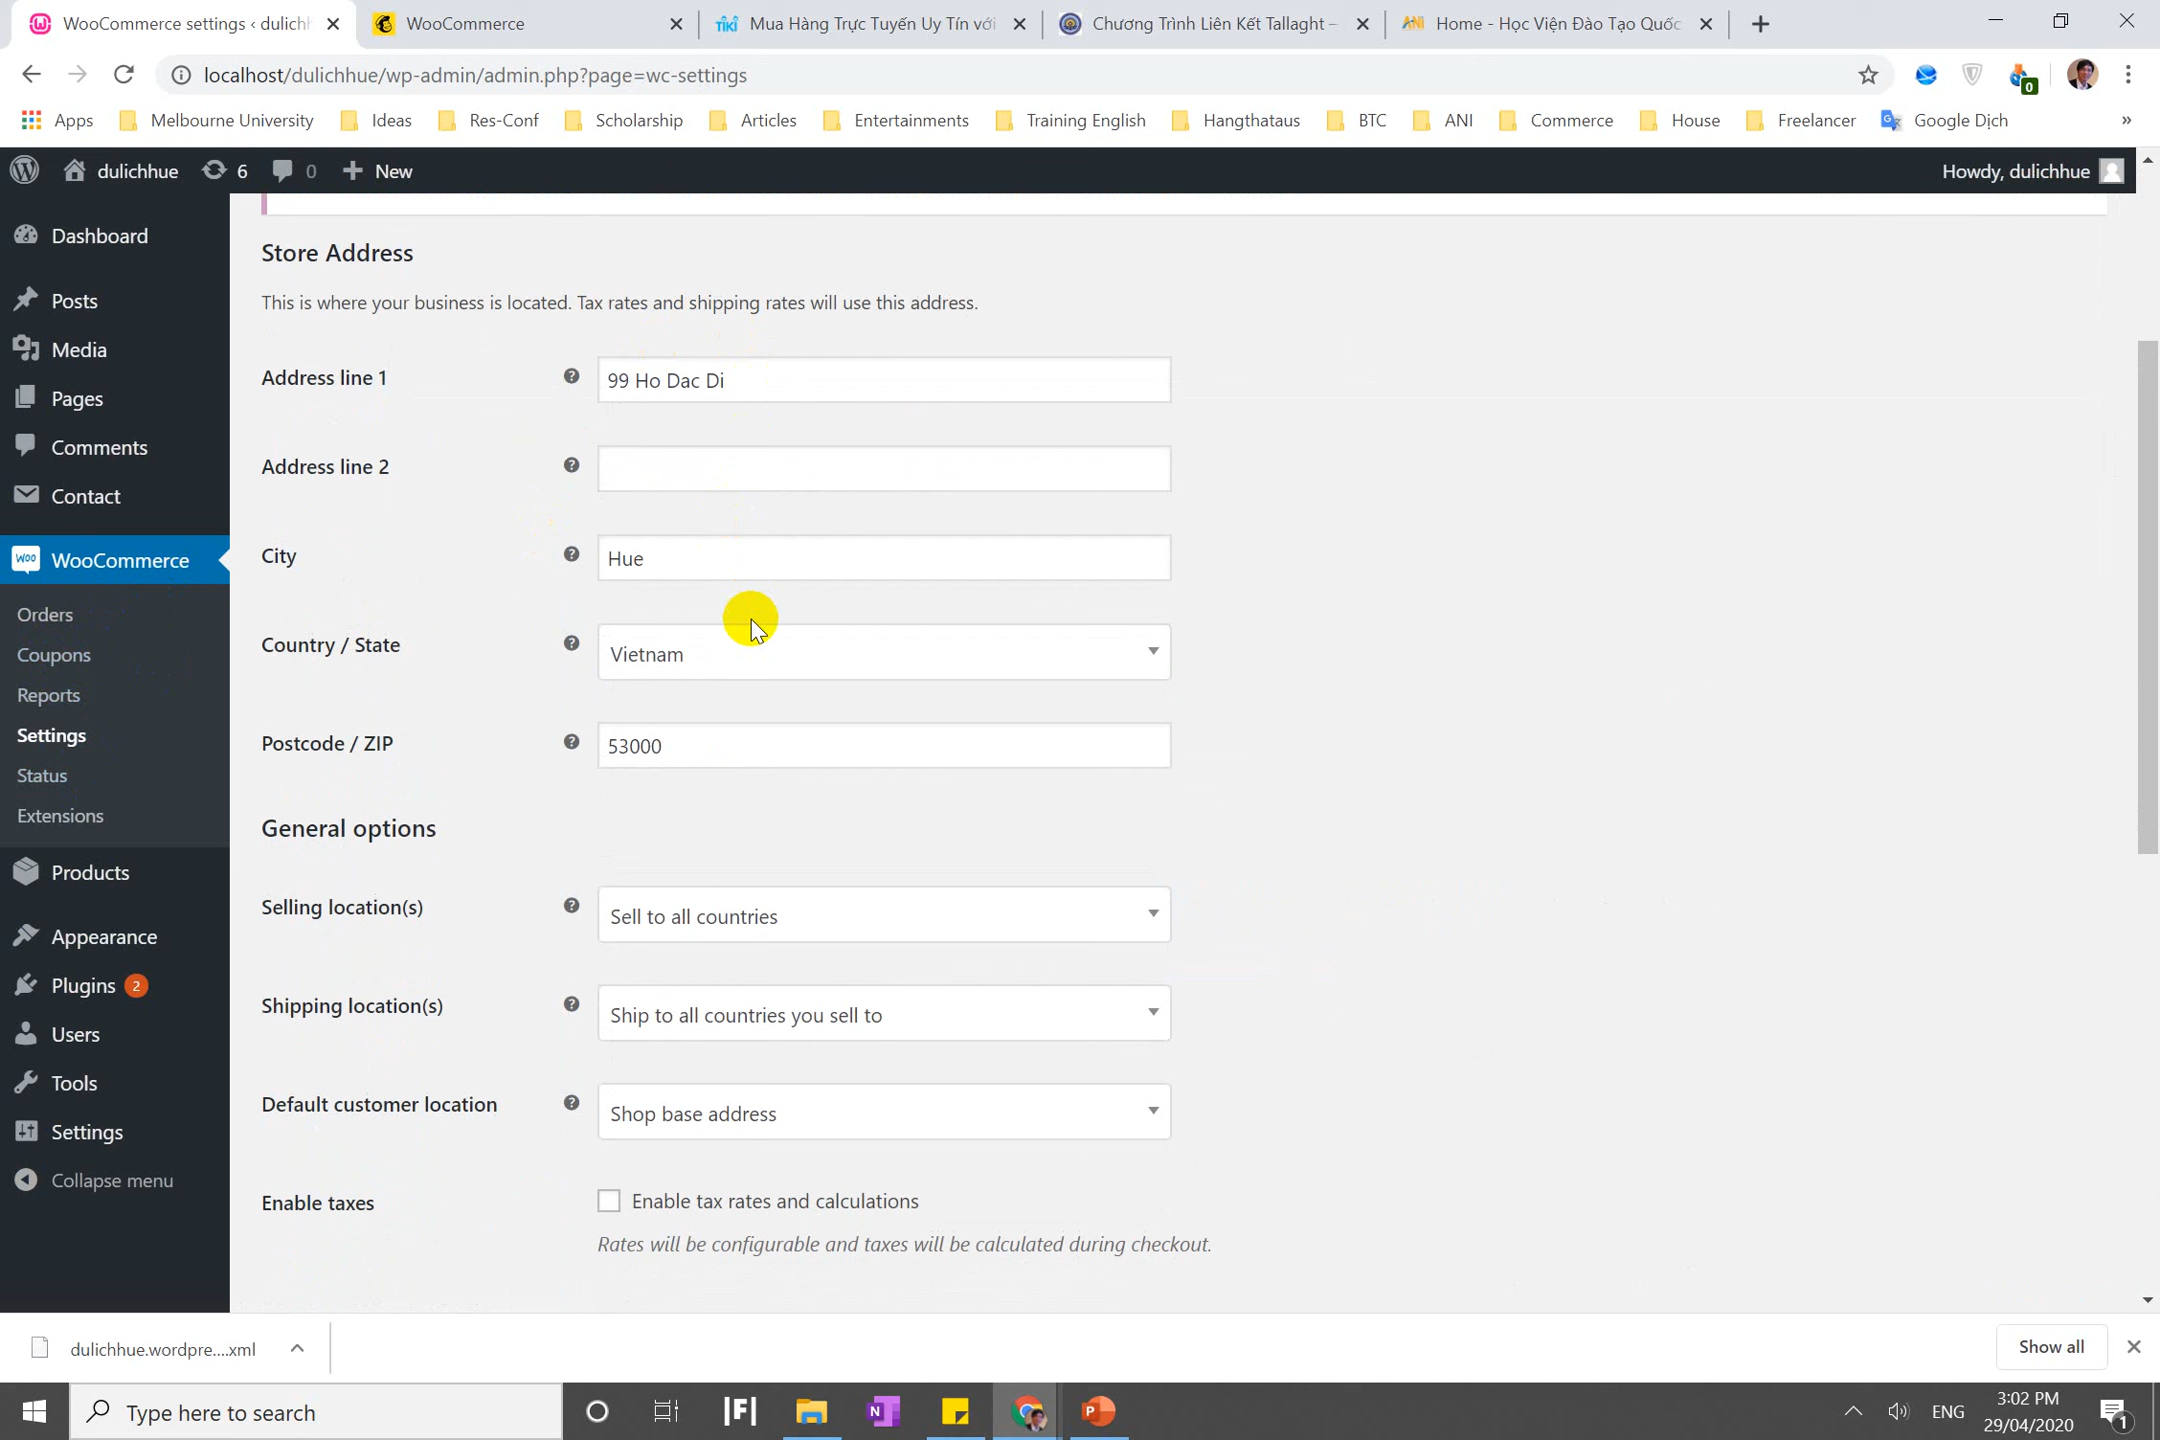 WooCommerce settings ‹ dulichh
WooCommerce
TIKI Mua Hàng Trực Tuyến Uy Tín với
Chương Trình Liên Kết Tallaght –
ANI Home - Học Viện Đào Tạo Quốc
localhost/dulichhue/wp-admin/admin.php?page=wc-settings
0
Apps
Melbourne University
Ideas
Res-Conf
Scholarship
Articles
Entertainments
Training English
Hangthataus
BTC
ANI
Commerce
House
Freelancer
Google Dịch
»
dulichhue
6
0
New
Howdy, dulichhue
Dashboard
Posts
Media
Pages
Comments
Contact
WOO WooCommerce
Orders
Coupons
Reports
Settings
Status
Extensions
Products
Appearance
Plugins 2
Users
Tools
Settings
Collapse menu
Store Address
This is where your business is located. Tax rates and shipping rates will use this address.
Address line 1
99 Ho Dac Di
Address line 2
City
Hue
Country / State
Vietnam
Postcode / ZIP
53000
General options
Selling location(s)
Sell to all countries
Shipping location(s)
Ship to all countries you sell to
Default customer location
Shop base address
Enable taxes
Enable tax rates and calculations
Rates will be configurable and taxes will be calculated during checkout.
dulichhue.wordpre....xml
Show all
Type here to search
|F|
N
P
ENG
3:02 PM
29/04/2020
1